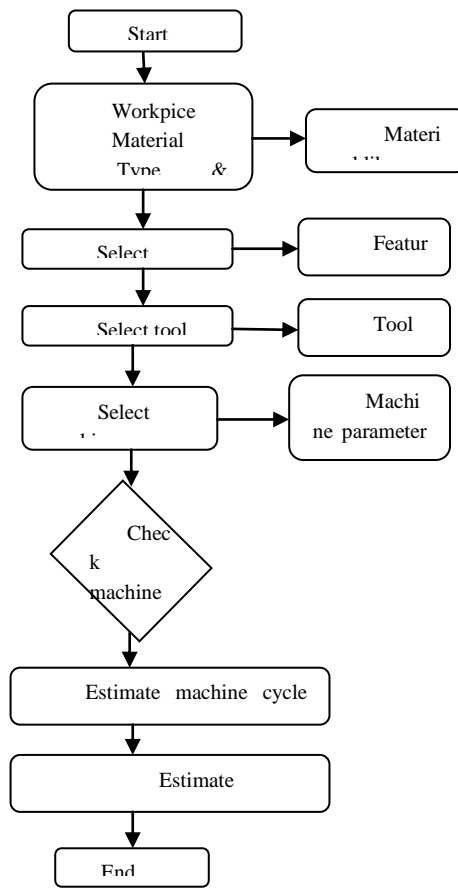 Start
Workpice
Material
Type &
Materi
Select
Featur
Select tool
Tool
Select
Machi
ne parameter
Chec
k
machine
Estimate machine cycle
Estimate
End